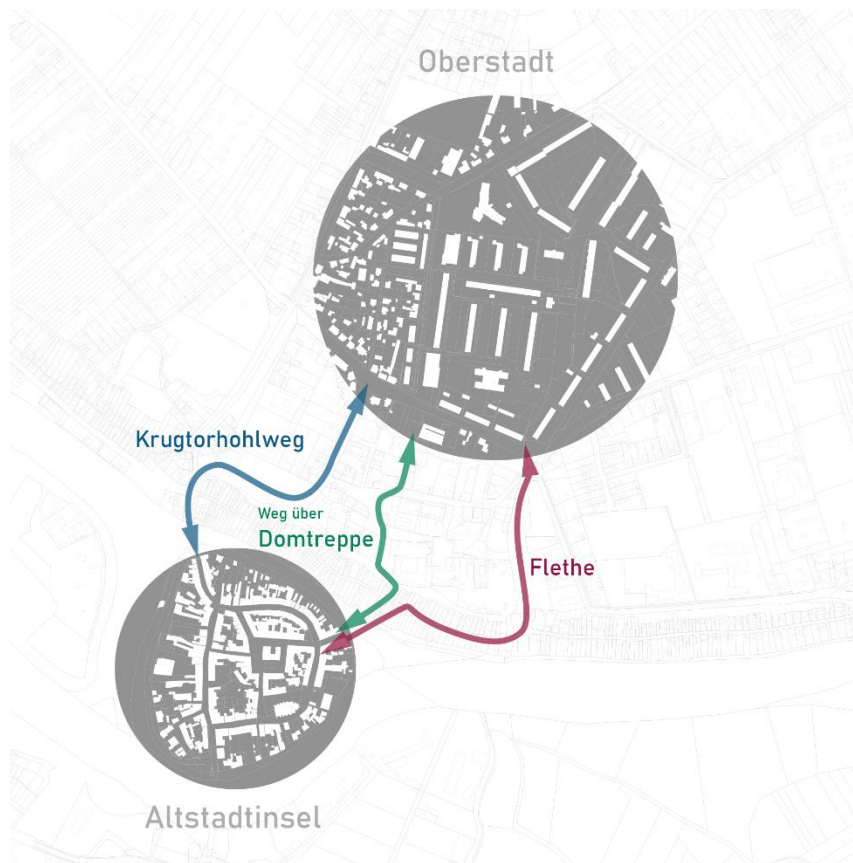 Oberstadt
Krugtorhohlweg
Weg über
Domtreppe
Flethe
Altstadtinsel